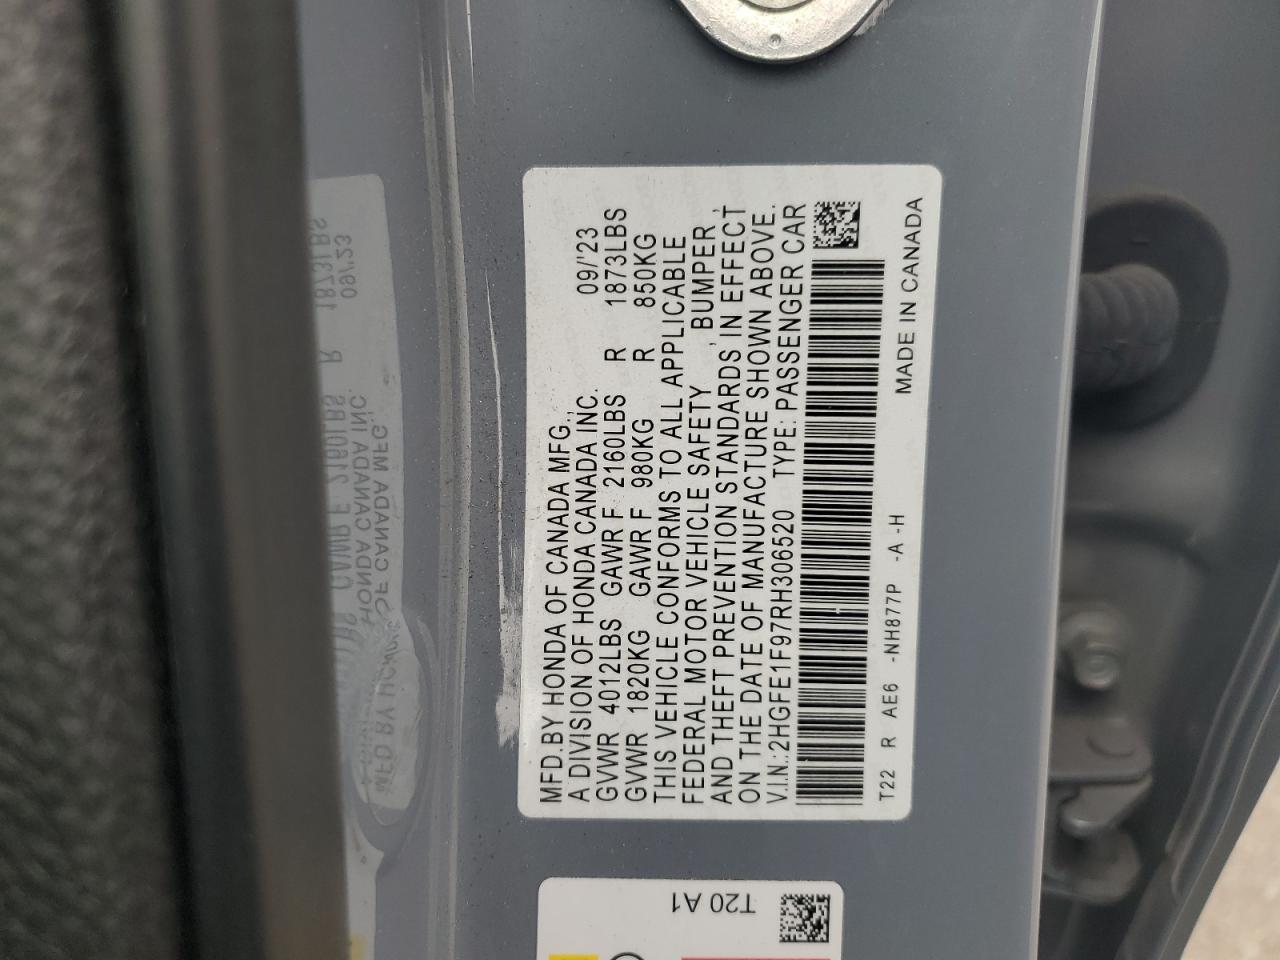 MFD.BY HONDA OF CANADA MFG.,
A DIVISION OF HONDA CANADA INC. 09/'23
GVWR 4012LBS GAWR F 2160LBS R 1873LBS
GVWR 1820KG GAWR F 980KG R 850KG
THIS VEHICLE CONFORMS TO ALL APPLICABLE
FEDERAL MOTOR VEHICLE SAFETY , BUMPER ,
AND THEFT PREVENTION STANDARDS IN EFFECT
ON THE DATE OF MANUFACTURE SHOWN ABOVE.
V.I.N.:2HGFE1F97RH306520 TYPE: PASSENGER CAR
T22 R AE6 -NH877P -A -H MADE IN CANADA
T20 A1